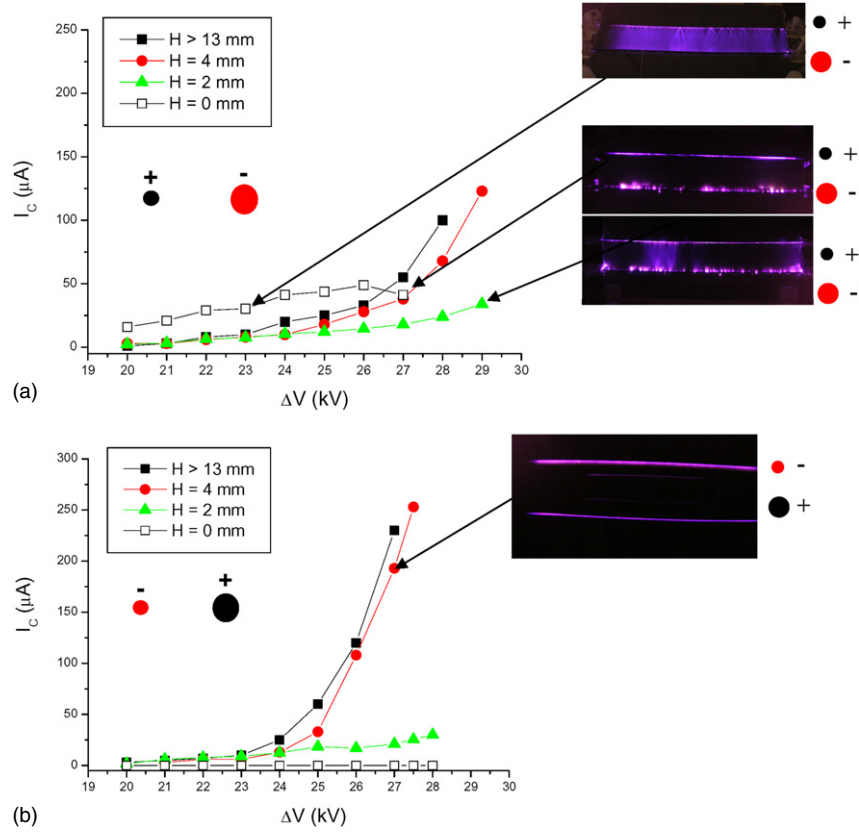 H > 13 mm
H = 4 mm
H = 2 mm
H = 0 mm
250
200
150
100
50
0
I_C (μA)
+ -
+
-
+
-
+
-
19 20 21 22 23 24 25 26 27 28 29 30
ΔV (kV)
(a)
H > 13 mm
H = 4 mm
H = 2 mm
H = 0 mm
300
250
200
150
100
50
0
I_C (μA)
- +
-
+
19 20 21 22 23 24 25 26 27 28 29 30
ΔV (kV)
(b)